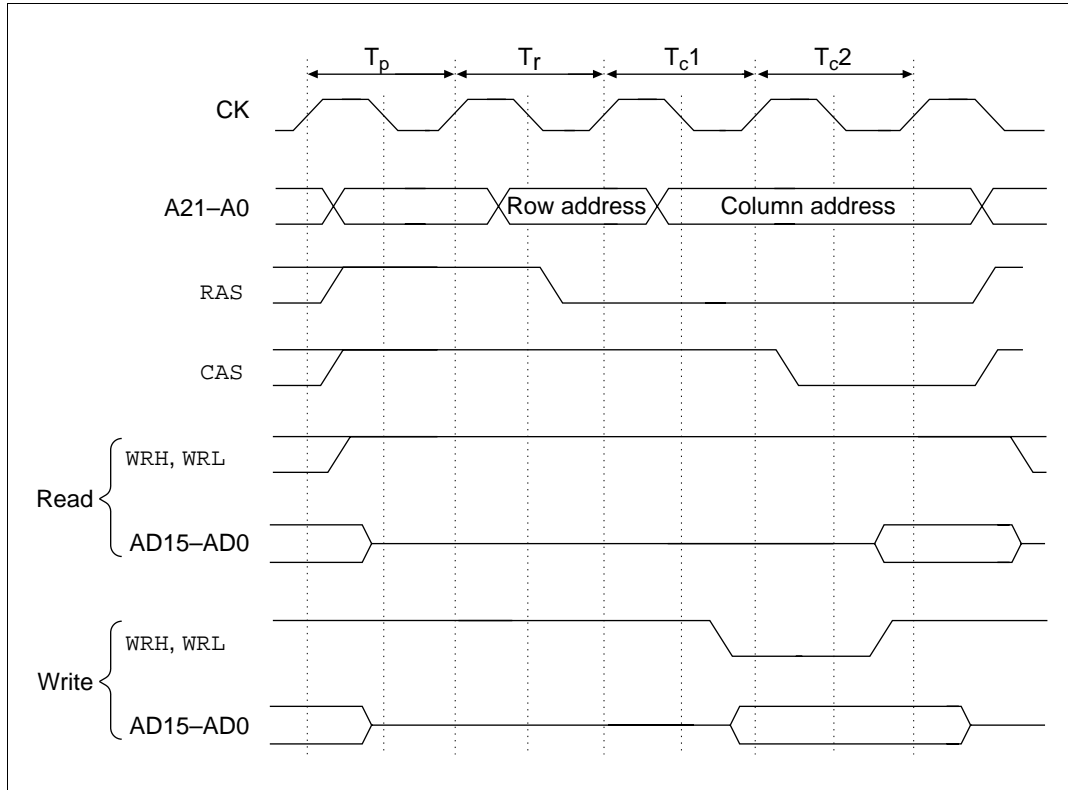 Tp Tr Tc1 Tc2
CK
A21–A0 Row address Column address
RAS
CAS
Read
WRH, WRL
AD15–AD0
Write
WRH, WRL
AD15–AD0